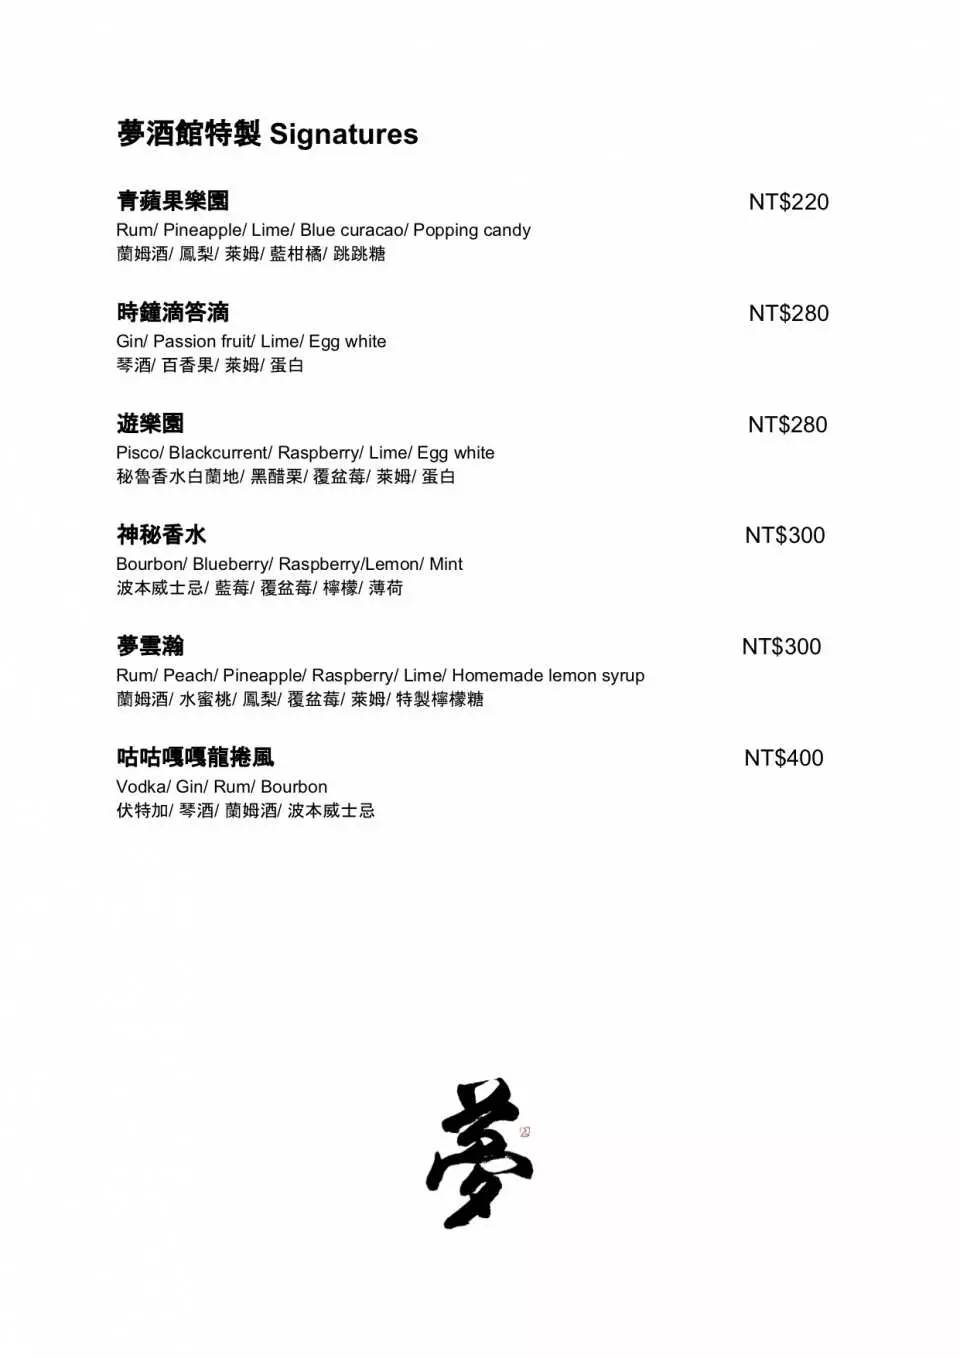 夢酒館特製 Signatures
青蘋果樂園 NT$220
Rum/ Pineapple/ Lime/ Blue curacao/ Popping candy
蘭姆酒/ 鳳梨/ 萊姆/ 藍柑橘/ 跳跳糖
時鐘滴答滴 NT$280
Gin/ Passion fruit/ Lime/ Egg white
琴酒/ 百香果/ 萊姆/ 蛋白
遊樂園 NT$280
Pisco/ Blackcurrent/ Raspberry/ Lime/ Egg white
秘魯香水白蘭地/ 黑醋栗/ 覆盆莓/ 萊姆/ 蛋白
神秘香水 NT$300
Bourbon/ Blueberry/ Raspberry/Lemon/ Mint
波本威士忌/ 藍莓/ 覆盆莓/ 檸檬/ 薄荷
夢雲瀚 NT$300
Rum/ Peach/ Pineapple/ Raspberry/ Lime/ Homemade lemon syrup
蘭姆酒/ 水蜜桃/ 鳳梨/ 覆盆莓/ 萊姆/ 特製檸檬糖
咕咕嘎嘎龍捲風 NT$400
Vodka/ Gin/ Rum/ Bourbon
伏特加/ 琴酒/ 蘭姆酒/ 波本威士忌
夢